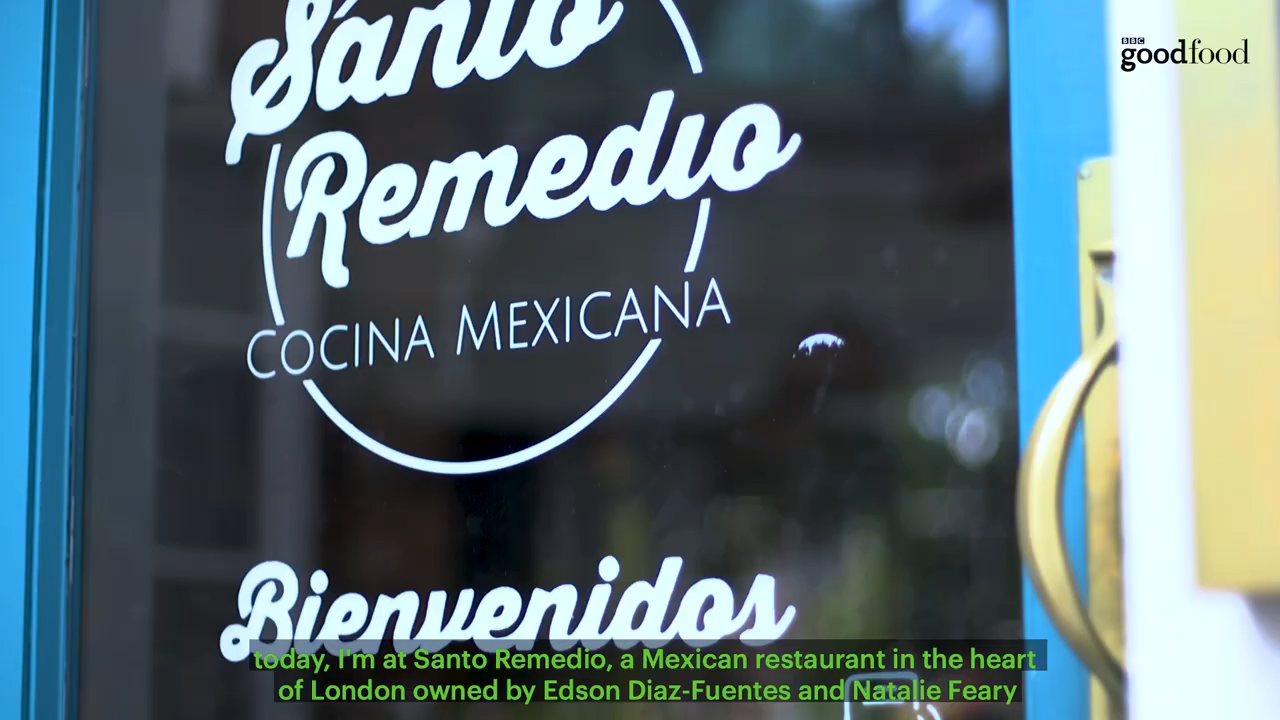 Santo
Remedio
COCINA MEXICANA
Bienvenidos
BBC
goodfood
today, I'm at Santo Remedio, a Mexican restaurant in the heart
of London owned by Edson Diaz-Fuentes and Natalie Feary